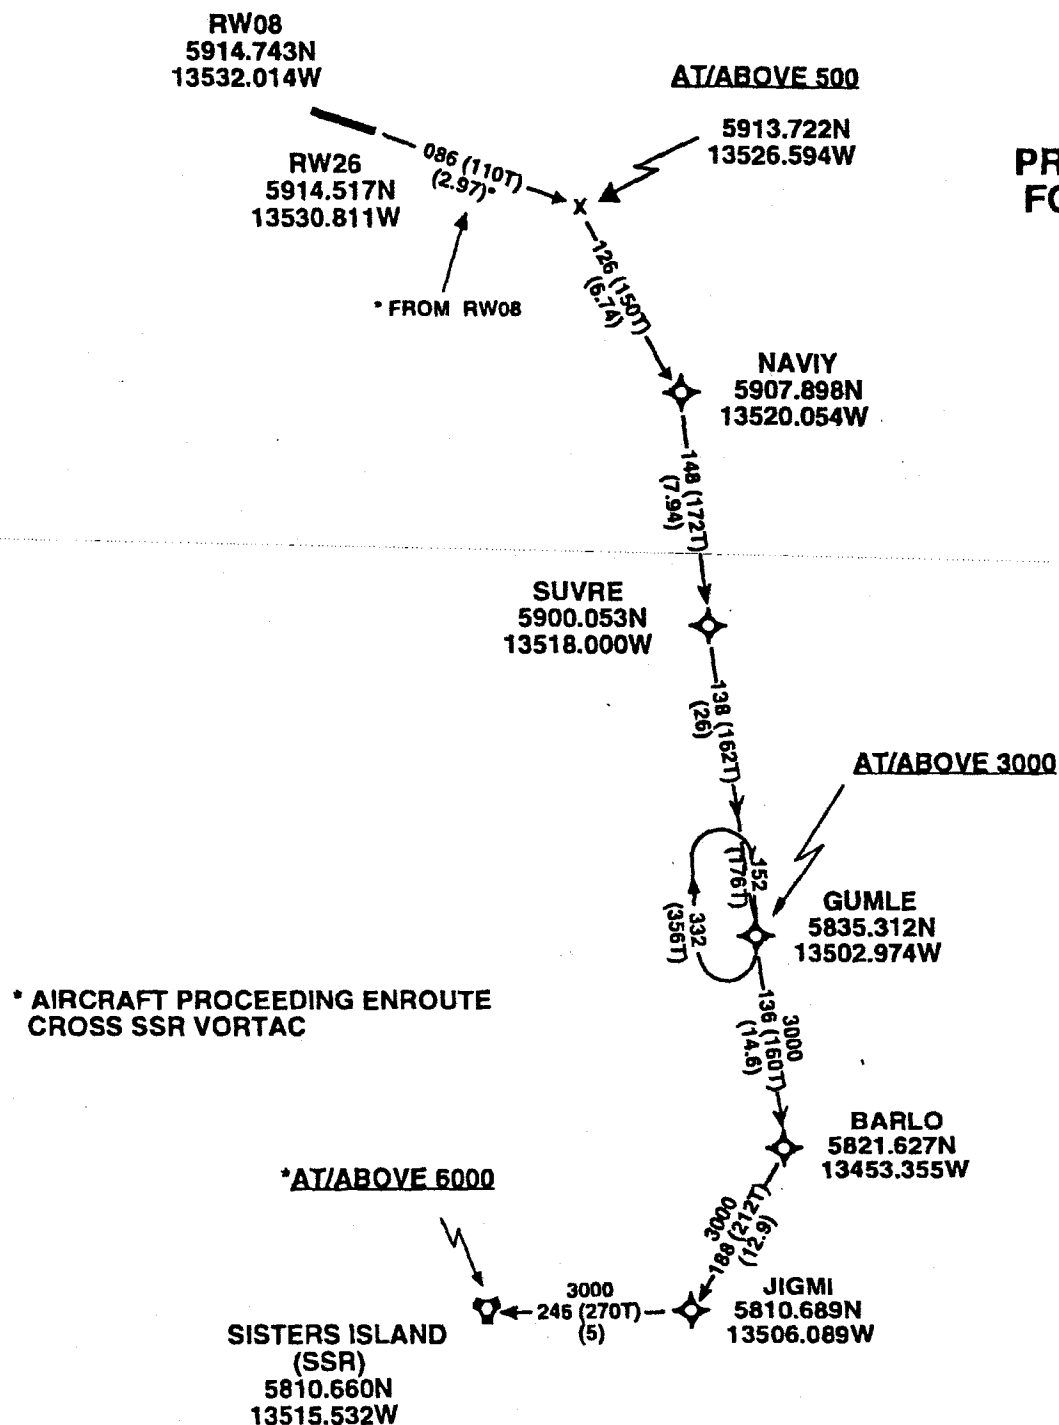 RW08
5914.743N
13532.014W
AT/ABOVE 500
5913.722N
13526.594W
PR
FO
086 (110T)
(2.97)*
RW26
5914.517N
13530.811W
* FROM RW08
126 (150T)
(6.74)
NAVIY
5907.898N
13520.054W
148 (172T)
(7.94)
SUVRE
5900.053N
13518.000W
138 (162T)
(26)
AT/ABOVE 3000
152
(176T)
332
(356T)
GUMLE
5835.312N
13502.974W
* AIRCRAFT PROCEEDING ENROUTE
CROSS SSR VORTAC
3000
136 (160T)
(14.6)
BARLO
5821.627N
13453.355W
*AT/ABOVE 6000
3000
188 (212T)
(12.9)
3000
246 (270T)
(5)
JIGMI
5810.689N
13506.089W
SISTERS ISLAND
(SSR)
5810.660N
13515.532W